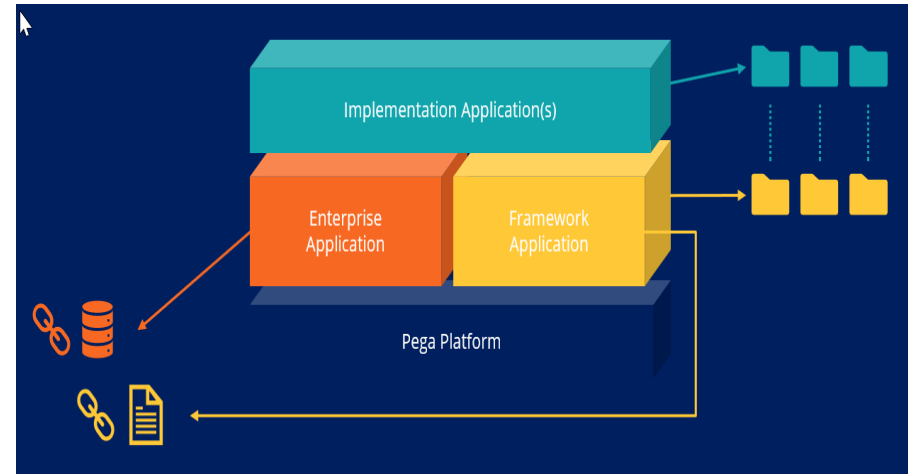 Implementation Application(s)
Enterprise
Application
Framework
Application
Pega Platform